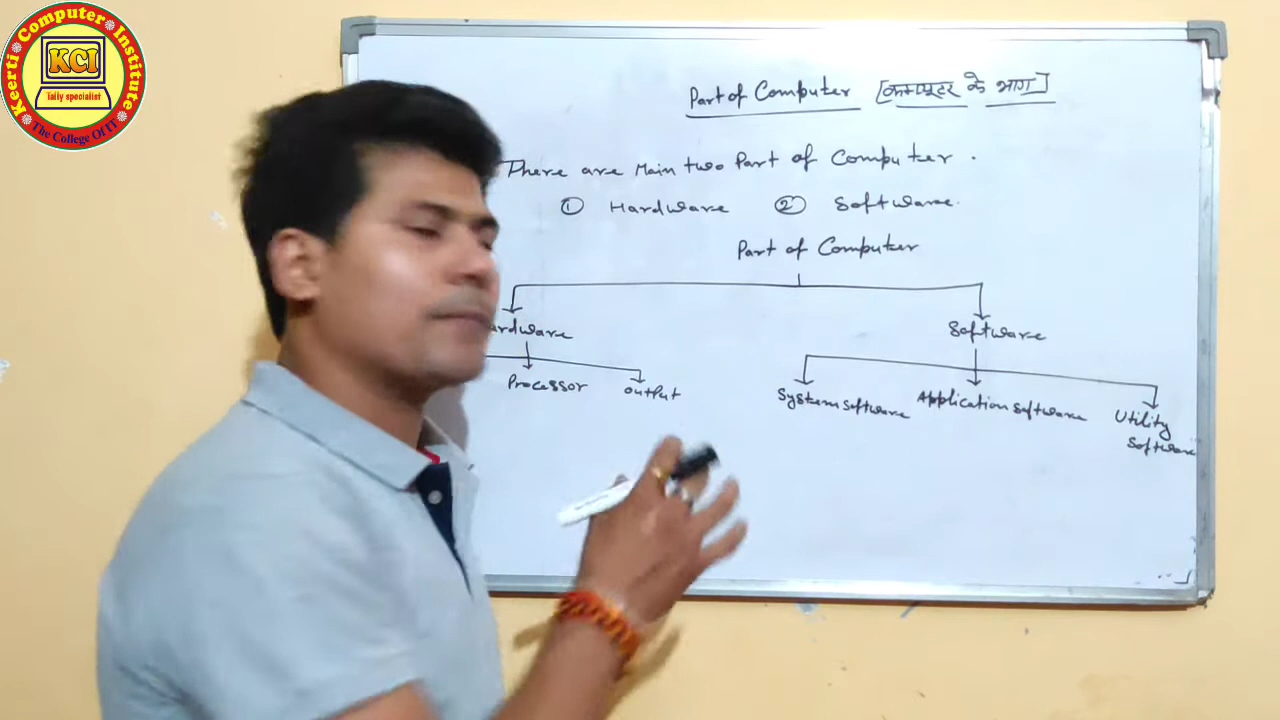 Keerti Computer Institute
KCI
Tally specialist
The College Of IT
Part of Computer [कम्प्यूटर के भाग]
There are Main two Part of Computer .
① Hardware ② Software.
Part of Computer
ardware Software
Processor output System software Application software Utility
software